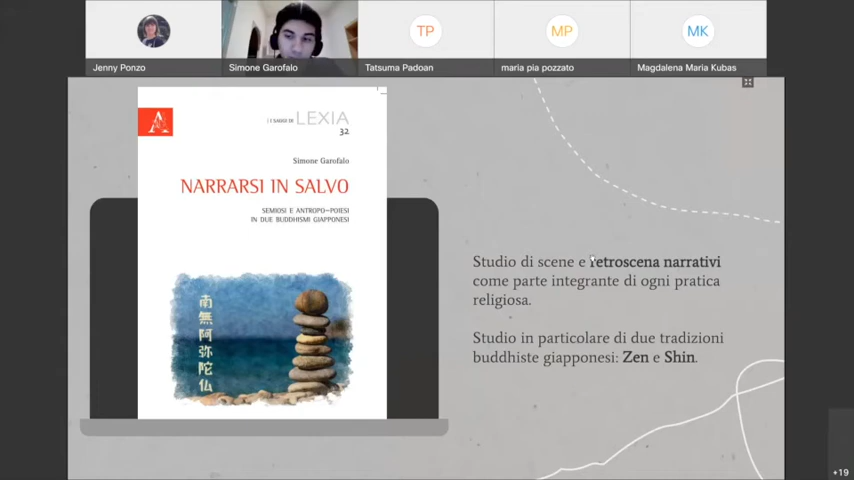 TP
MP
MK
Jenny Ponzo
Simone Garofalo
Tatsuma Padoan
maria pia pozzato
Magdalena Maria Kubas
A
I SAGGI DI LEXIA
32
Simone Garofalo
NARRARSI IN SALVO
SEMIOSI E ANTROPO–POIESI
IN DUE BUDDHISMI GIAPPONESI
南無阿弥陀仏
Studio di scene e retroscena narrativi
come parte integrante di ogni pratica
religiosa.
Studio in particolare di due tradizioni
buddhiste giapponesi: Zen e Shin.
+19